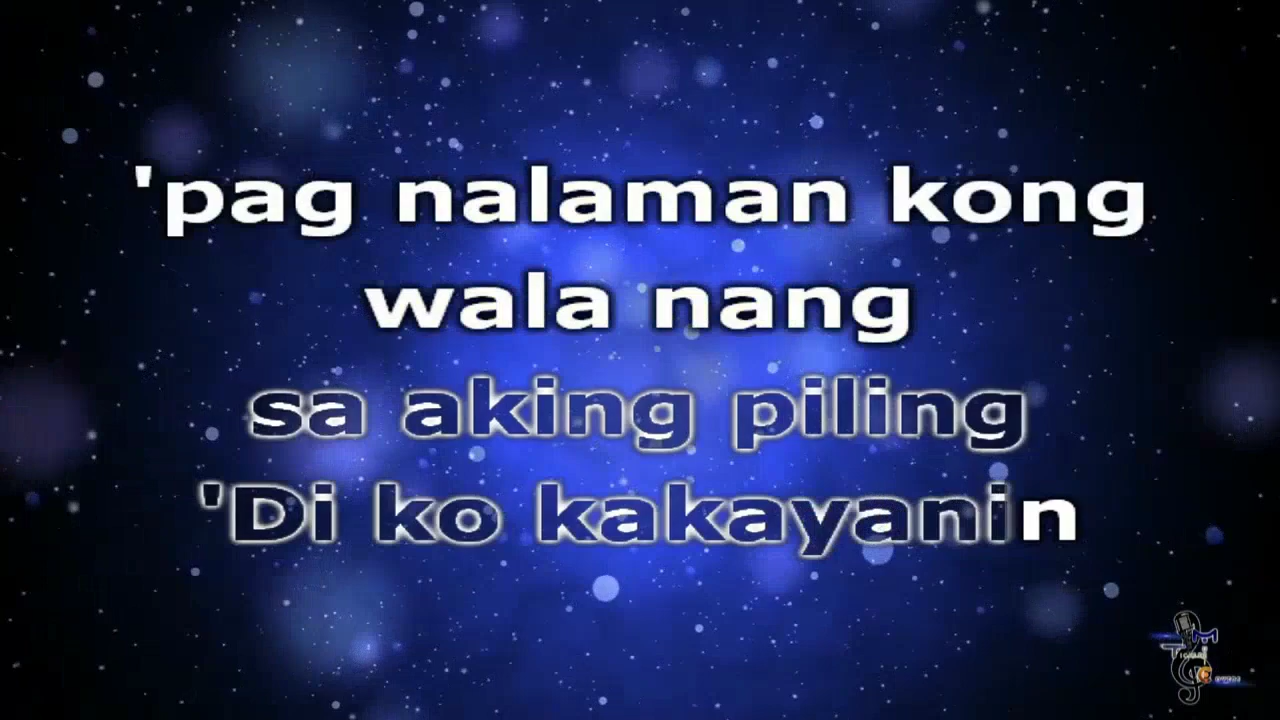 'pag nalaman kong
wala nang
sa aking piling
'Di ko kakayanin